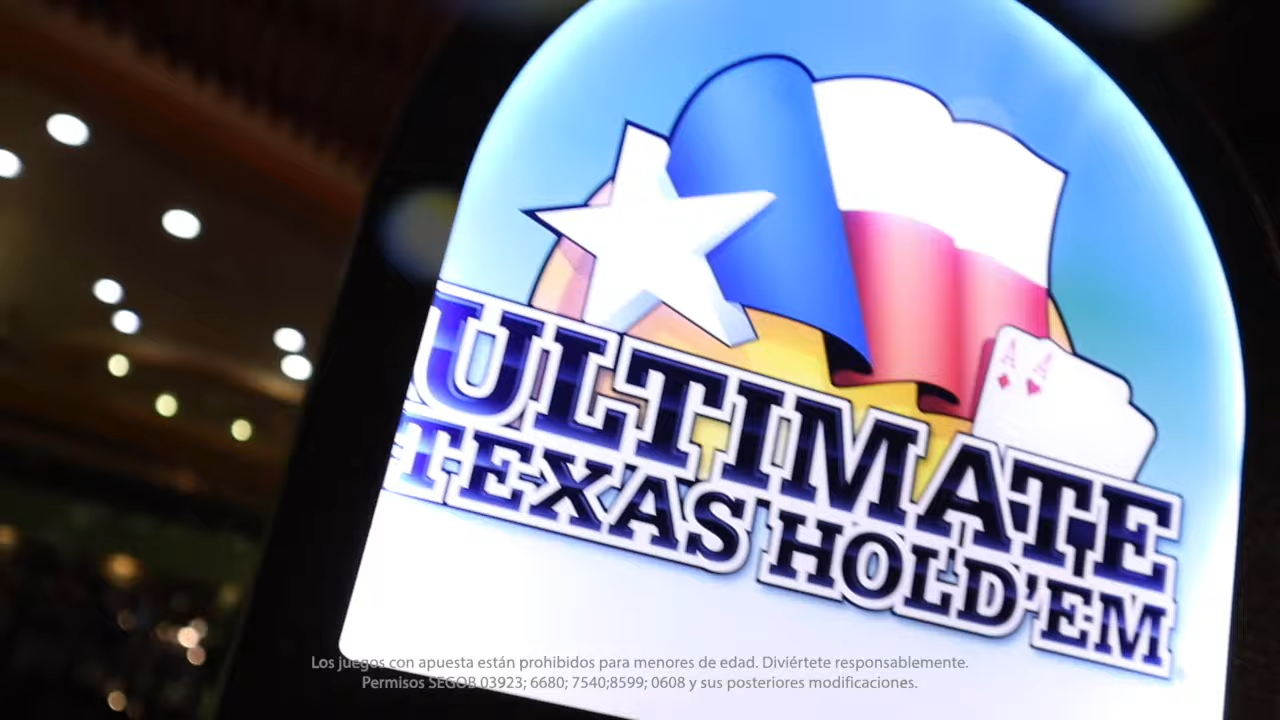 ULTIMATE
TEXAS HOLD'EM
A A
Los juegos con apuesta están prohibidos para menores de edad. Diviértete responsablemente.
Permisos SEGOB 03923; 6680; 7540;8599; 0608 y sus posteriores modificaciones.